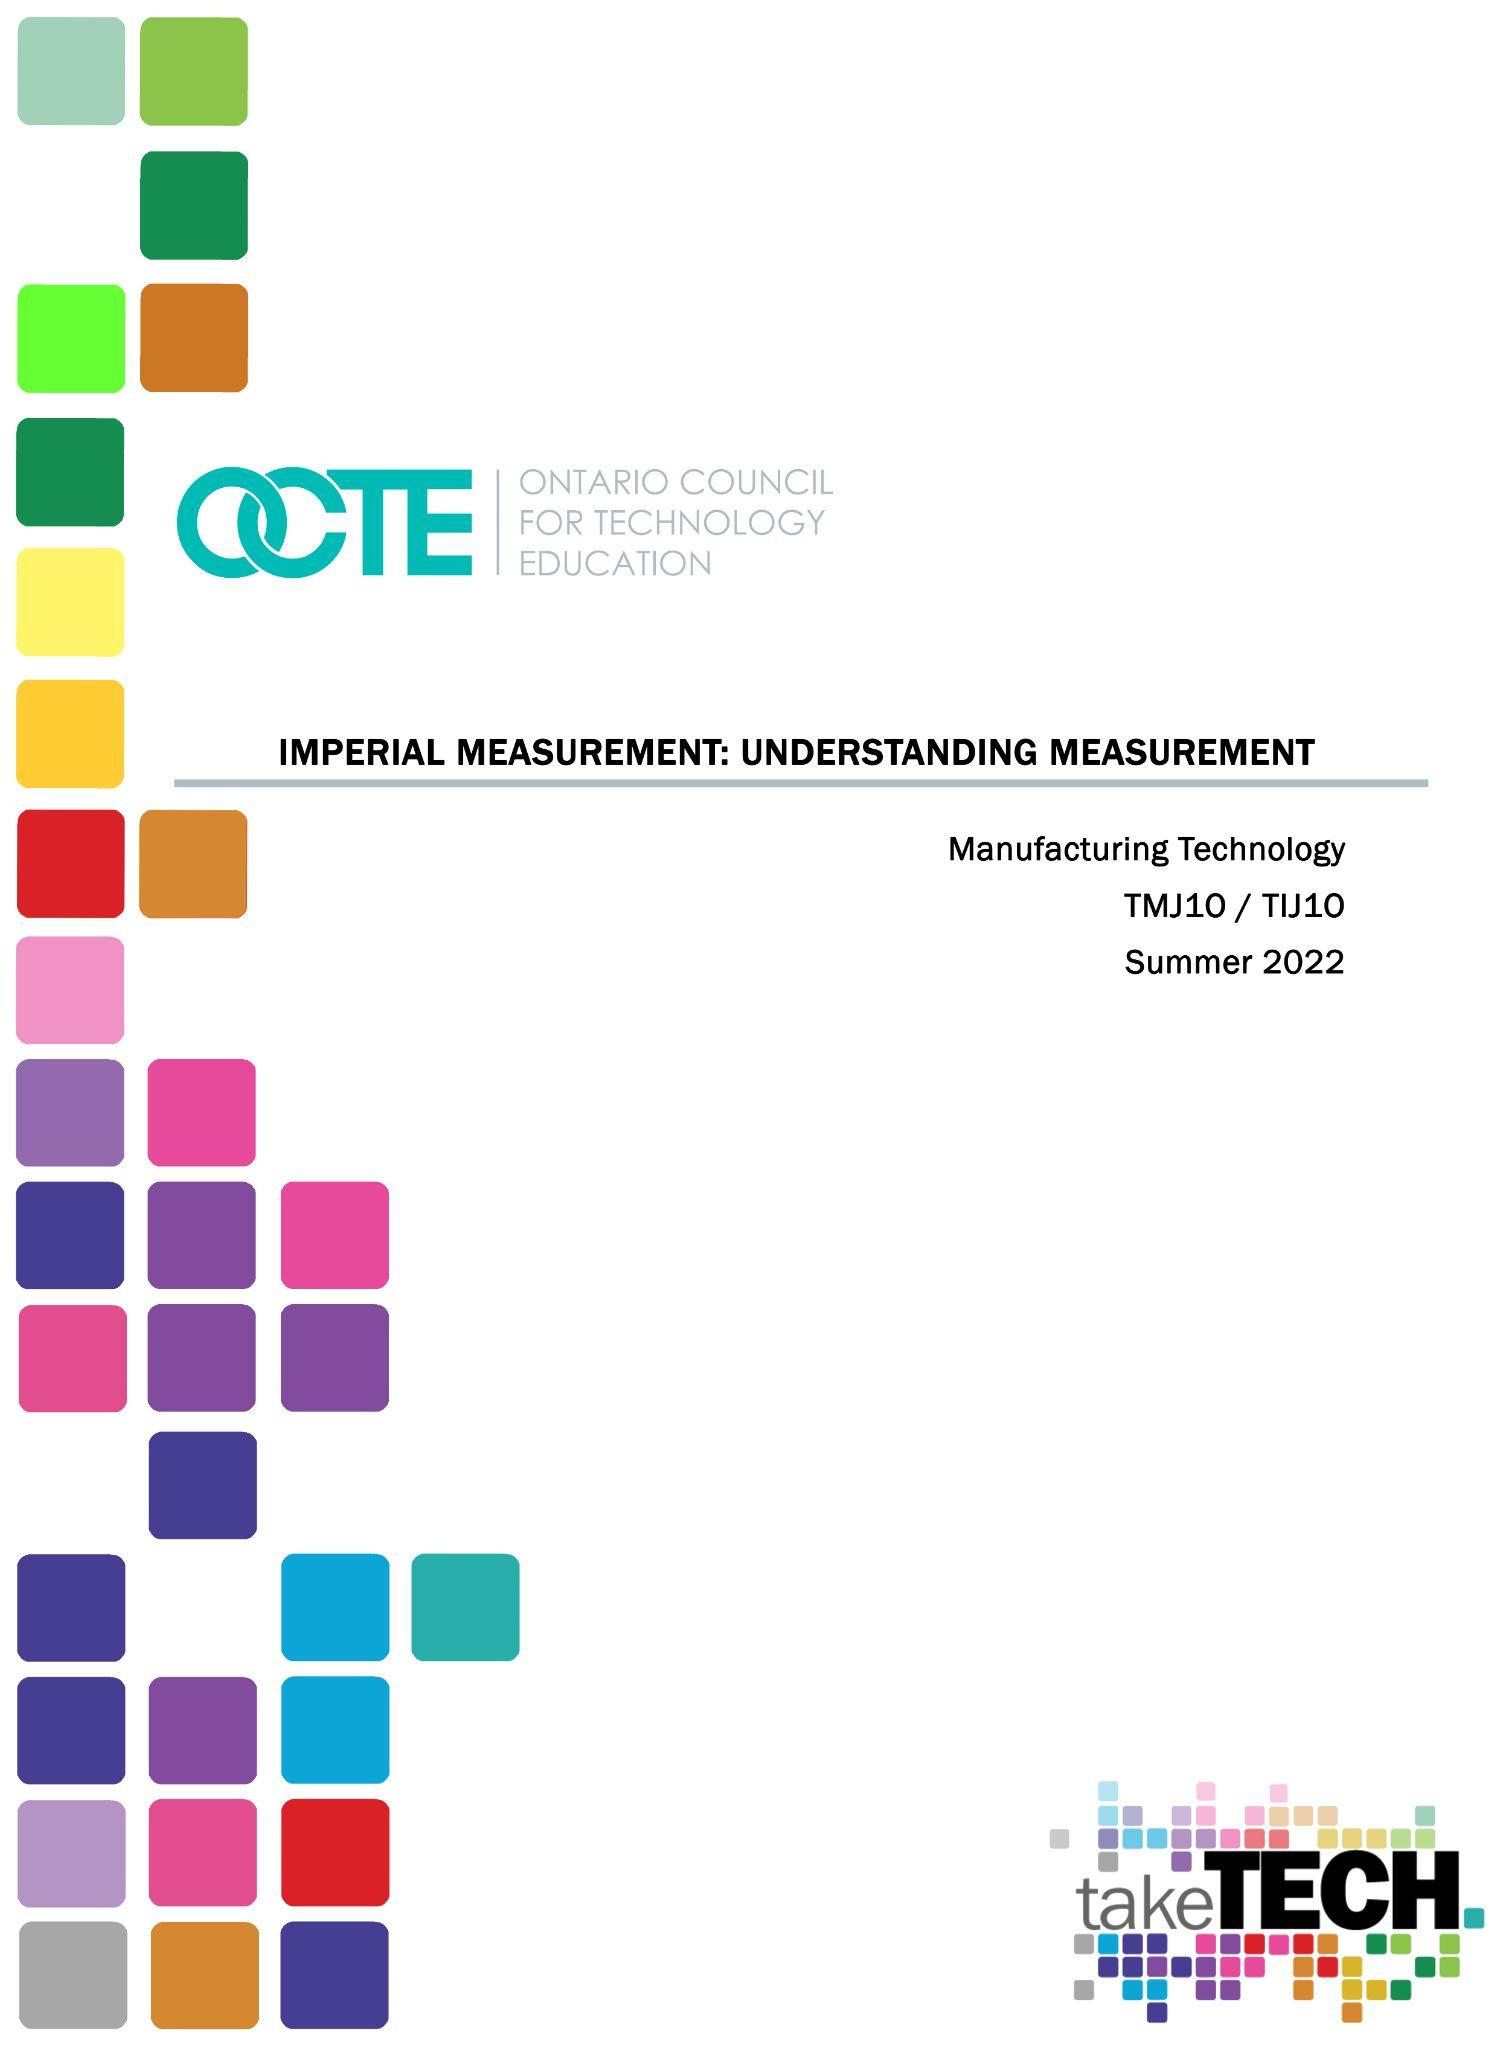 OCTE
ONTARIO COUNCIL
FOR TECHNOLOGY
EDUCATION
IMPERIAL MEASUREMENT: UNDERSTANDING MEASUREMENT
Manufacturing Technology
TMJ1O / TIJ1O
Summer 2022
takeTECH.